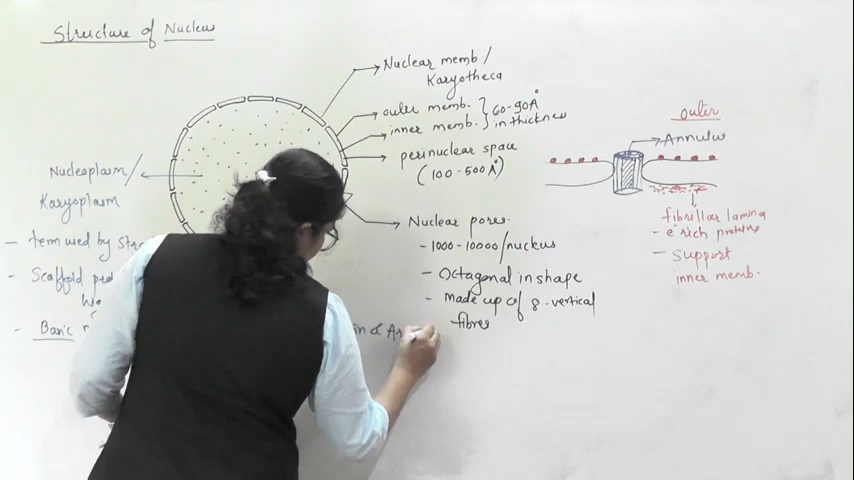 Structure of Nucleus
Nuclear memb/
Karyotheca
outer memb. } 60-90Å
inner memb. } in thickness
perinuclear space
(100-500Å)
Nucleoplasm/
Karyoplasm
- term used by
- Scaffold
- Basic
Nuclear pores.
- 1000-10000/nucleus
- Octagonal in shape
- Made up of 8-vertical
fibres
outer
Annulus
fibrillar lamina
- rich proteins
- Support
inner memb.